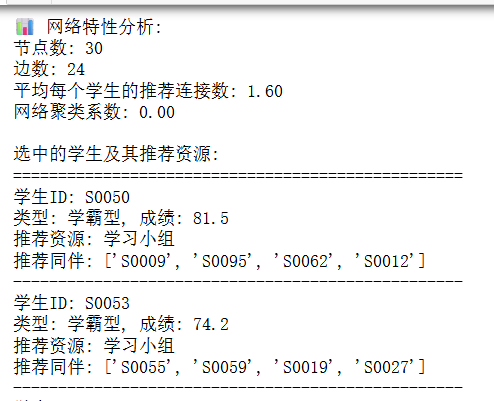 📊 网络特性分析:
节点数: 30
边数: 24
平均每个学生的推荐连接数: 1.60
网络聚类系数: 0.00
选中的学生及其推荐资源:
==================================================
学生ID: S0050
类型: 学霸型, 成绩: 81.5
推荐资源: 学习小组
推荐同伴: ['S0009', 'S0095', 'S0062', 'S0012']
--------------------------------------------------
学生ID: S0053
类型: 学霸型, 成绩: 74.2
推荐资源: 学习小组
推荐同伴: ['S0055', 'S0059', 'S0019', 'S0027']
--------------------------------------------------